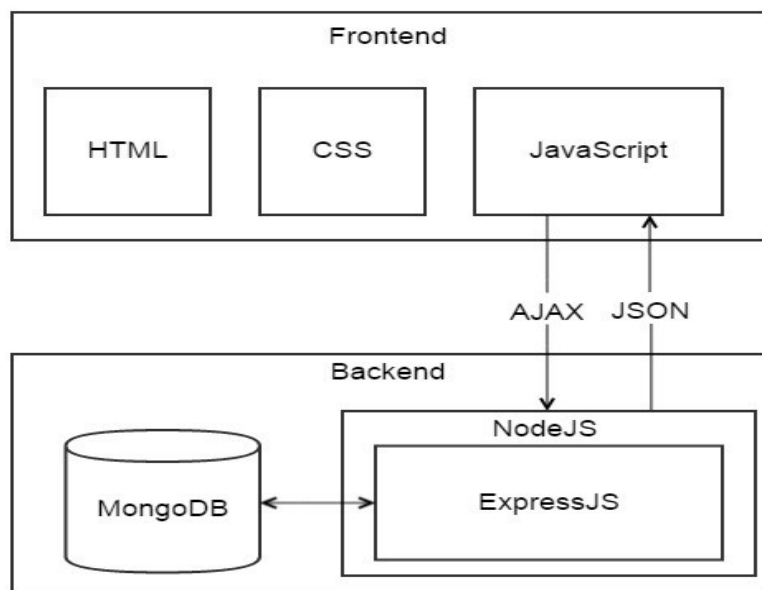 Frontend
HTML
CSS
JavaScript
AJAX
JSON
Backend
NodeJS
MongoDB
ExpressJS